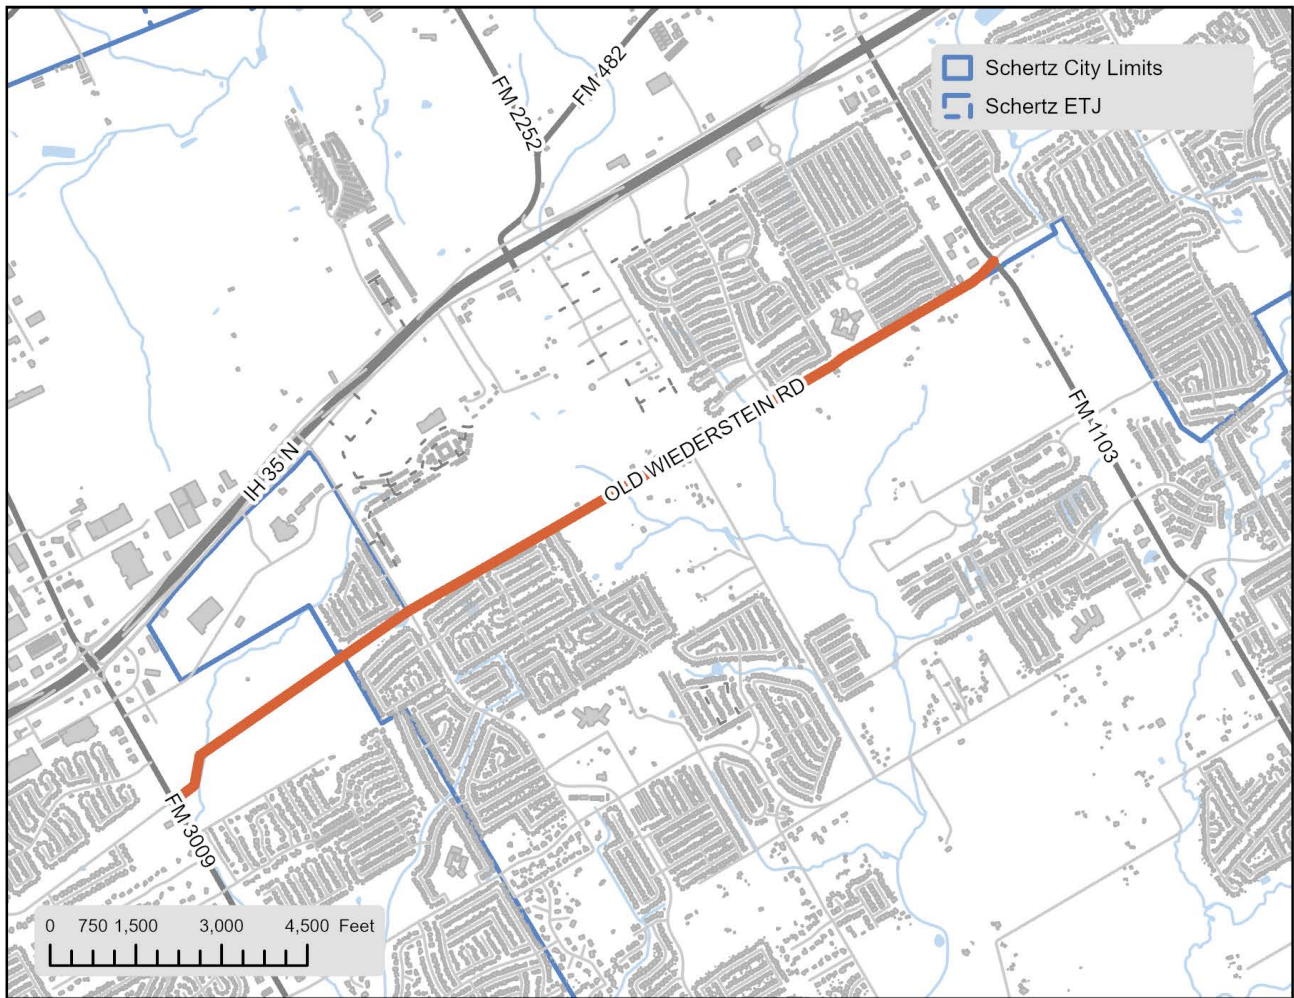 Schertz City Limits
Schertz ETJ
FM 482
FM 2252
FM 1103
OLD WIEDERSTEIN RD
IH 35 N
FM 3009
0 750 1,500 3,000 4,500 Feet